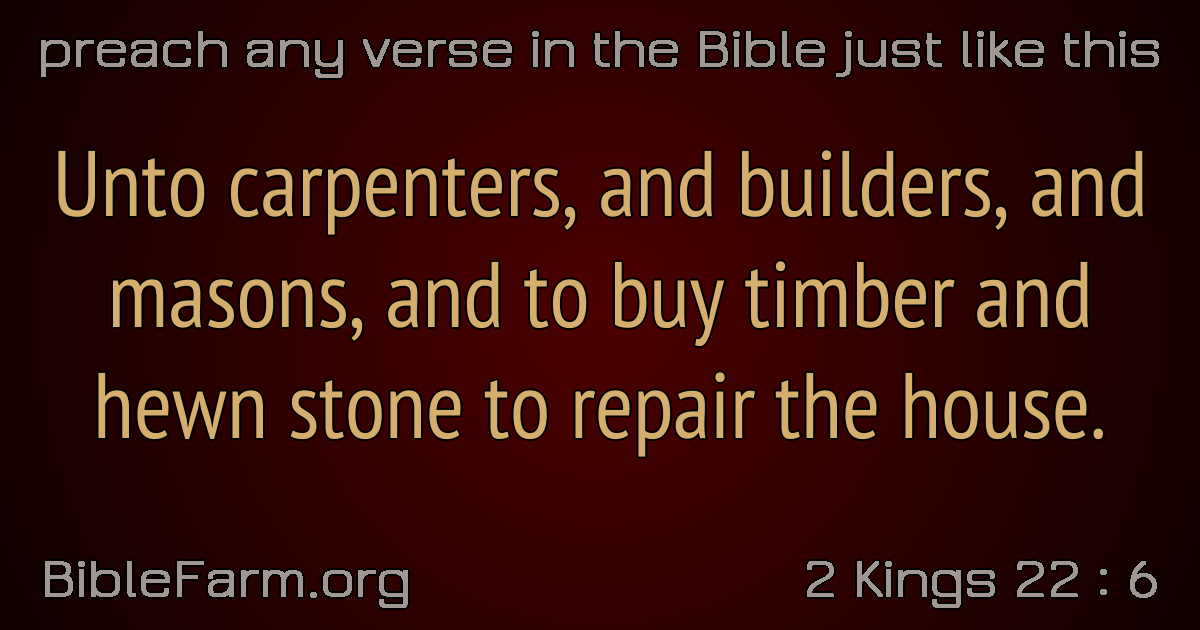 preach any verse in the Bible just like this
Unto carpenters, and builders, and
masons, and to buy timber and
hewn stone to repair the house.
BibleFarm.org
2 Kings 22 : 6